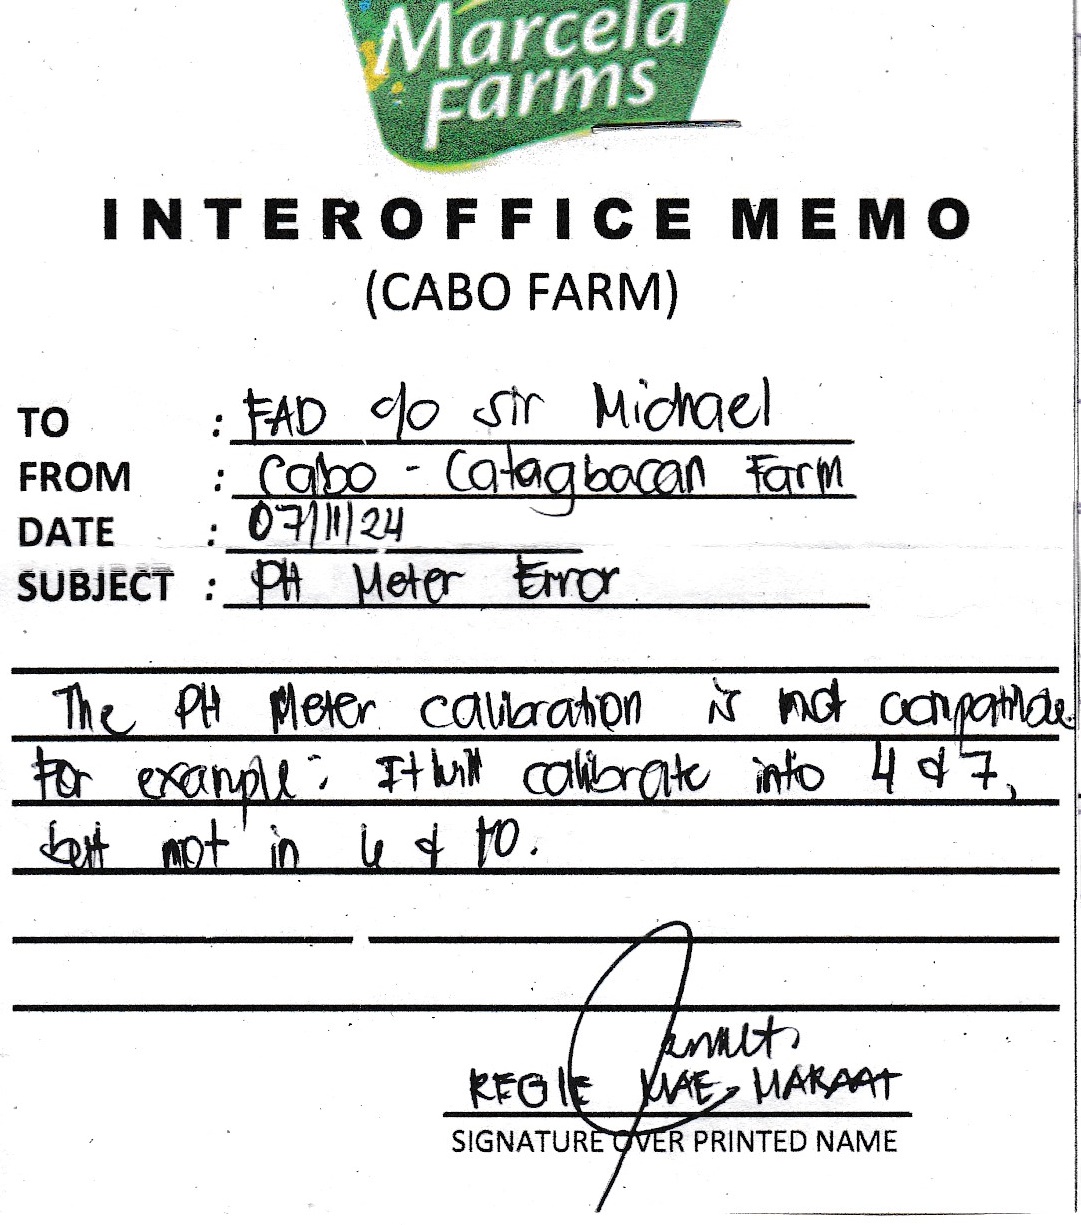 Marcela
Farms
INTEROFFICE MEMO
(CABO FARM)
TO : FAD c/o Sir Michael
FROM : Cabo - Catagbacan Farm
DATE : 07/11/24
SUBJECT : PH Meter Error
The PH Meter calibration is not compatible
For example: It will calibrate into 4 & 7,
but not in 4 & 10.
REGIE MAE MARAAT
SIGNATURE OVER PRINTED NAME